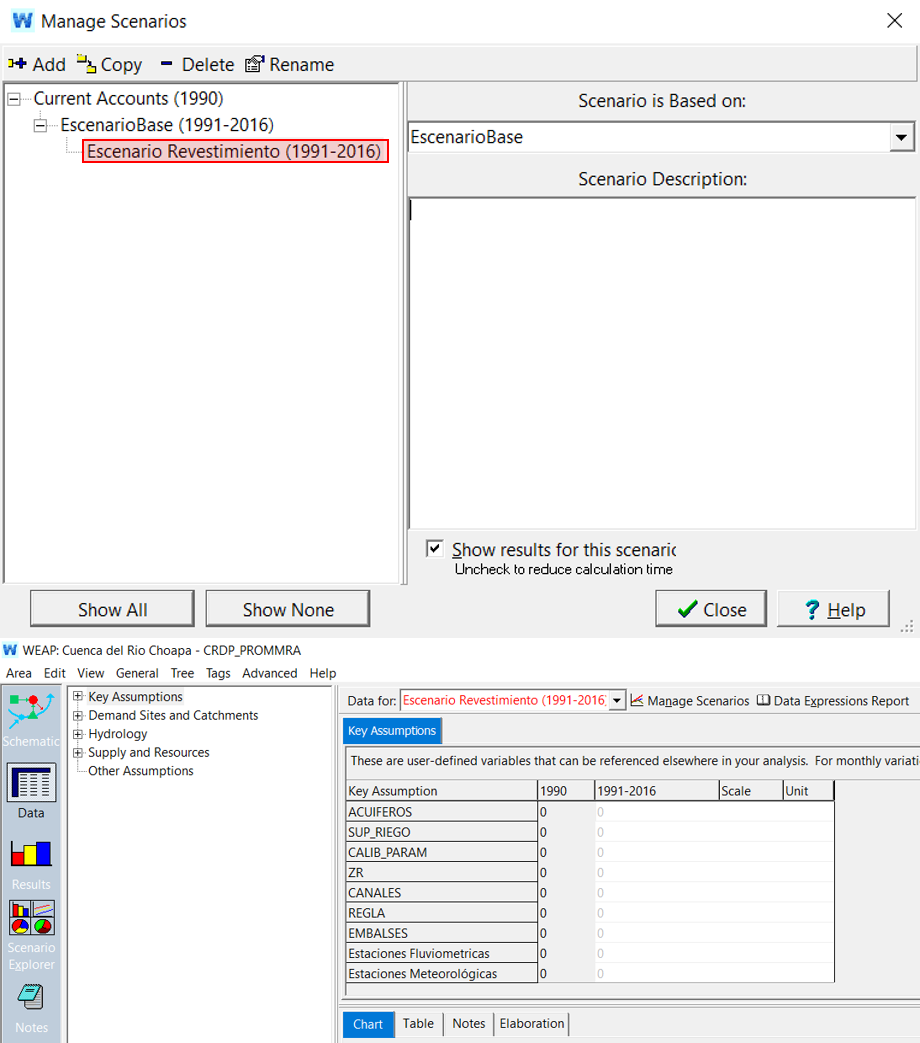 Manage Scenarios
Add Copy Delete Rename
Current Accounts (1990)
EscenarioBase (1991-2016)
Escenario Revestimiento (1991-2016)
Scenario is Based on:
EscenarioBase
Scenario Description:
Show results for this scenaric
Uncheck to reduce calculation time
Show All
Show None
Close
Help
WEAP: Cuenca del Rio Choapa - CRDP_PROMMRA
Area Edit View General Tree Tags Advanced Help
Schematic
Data
Results
Scenario
Explorer
Notes
Key Assumptions
Demand Sites and Catchments
Hydrology
Supply and Resources
Other Assumptions
Data for: Escenario Revestimiento (1991-2016) Manage Scenarios Data Expressions Report
Key Assumptions
These are user-defined variables that can be referenced elsewhere in your analysis. For monthly variati
Key Assumption 1990 1991-2016 Scale Unit
ACUIFEROS 0 0
SUP_RIEGO 0 0
CALIB_PARAM 0 0
ZR 0 0
CANALES 0 0
REGLA 0 0
EMBALSES 0 0
Estaciones Fluviometricas 0 0
Estaciones Meteorológicas 0 0
Chart Table Notes Elaboration